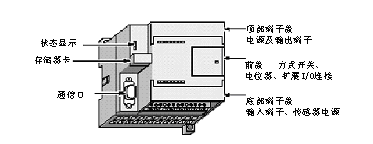 顶部端子盖
电源及输出端子
状态显示
存储器卡
前盖 方式开关、
电位器、扩展I/O连接
通信口
底部端子盖
输入端子、传感器电源